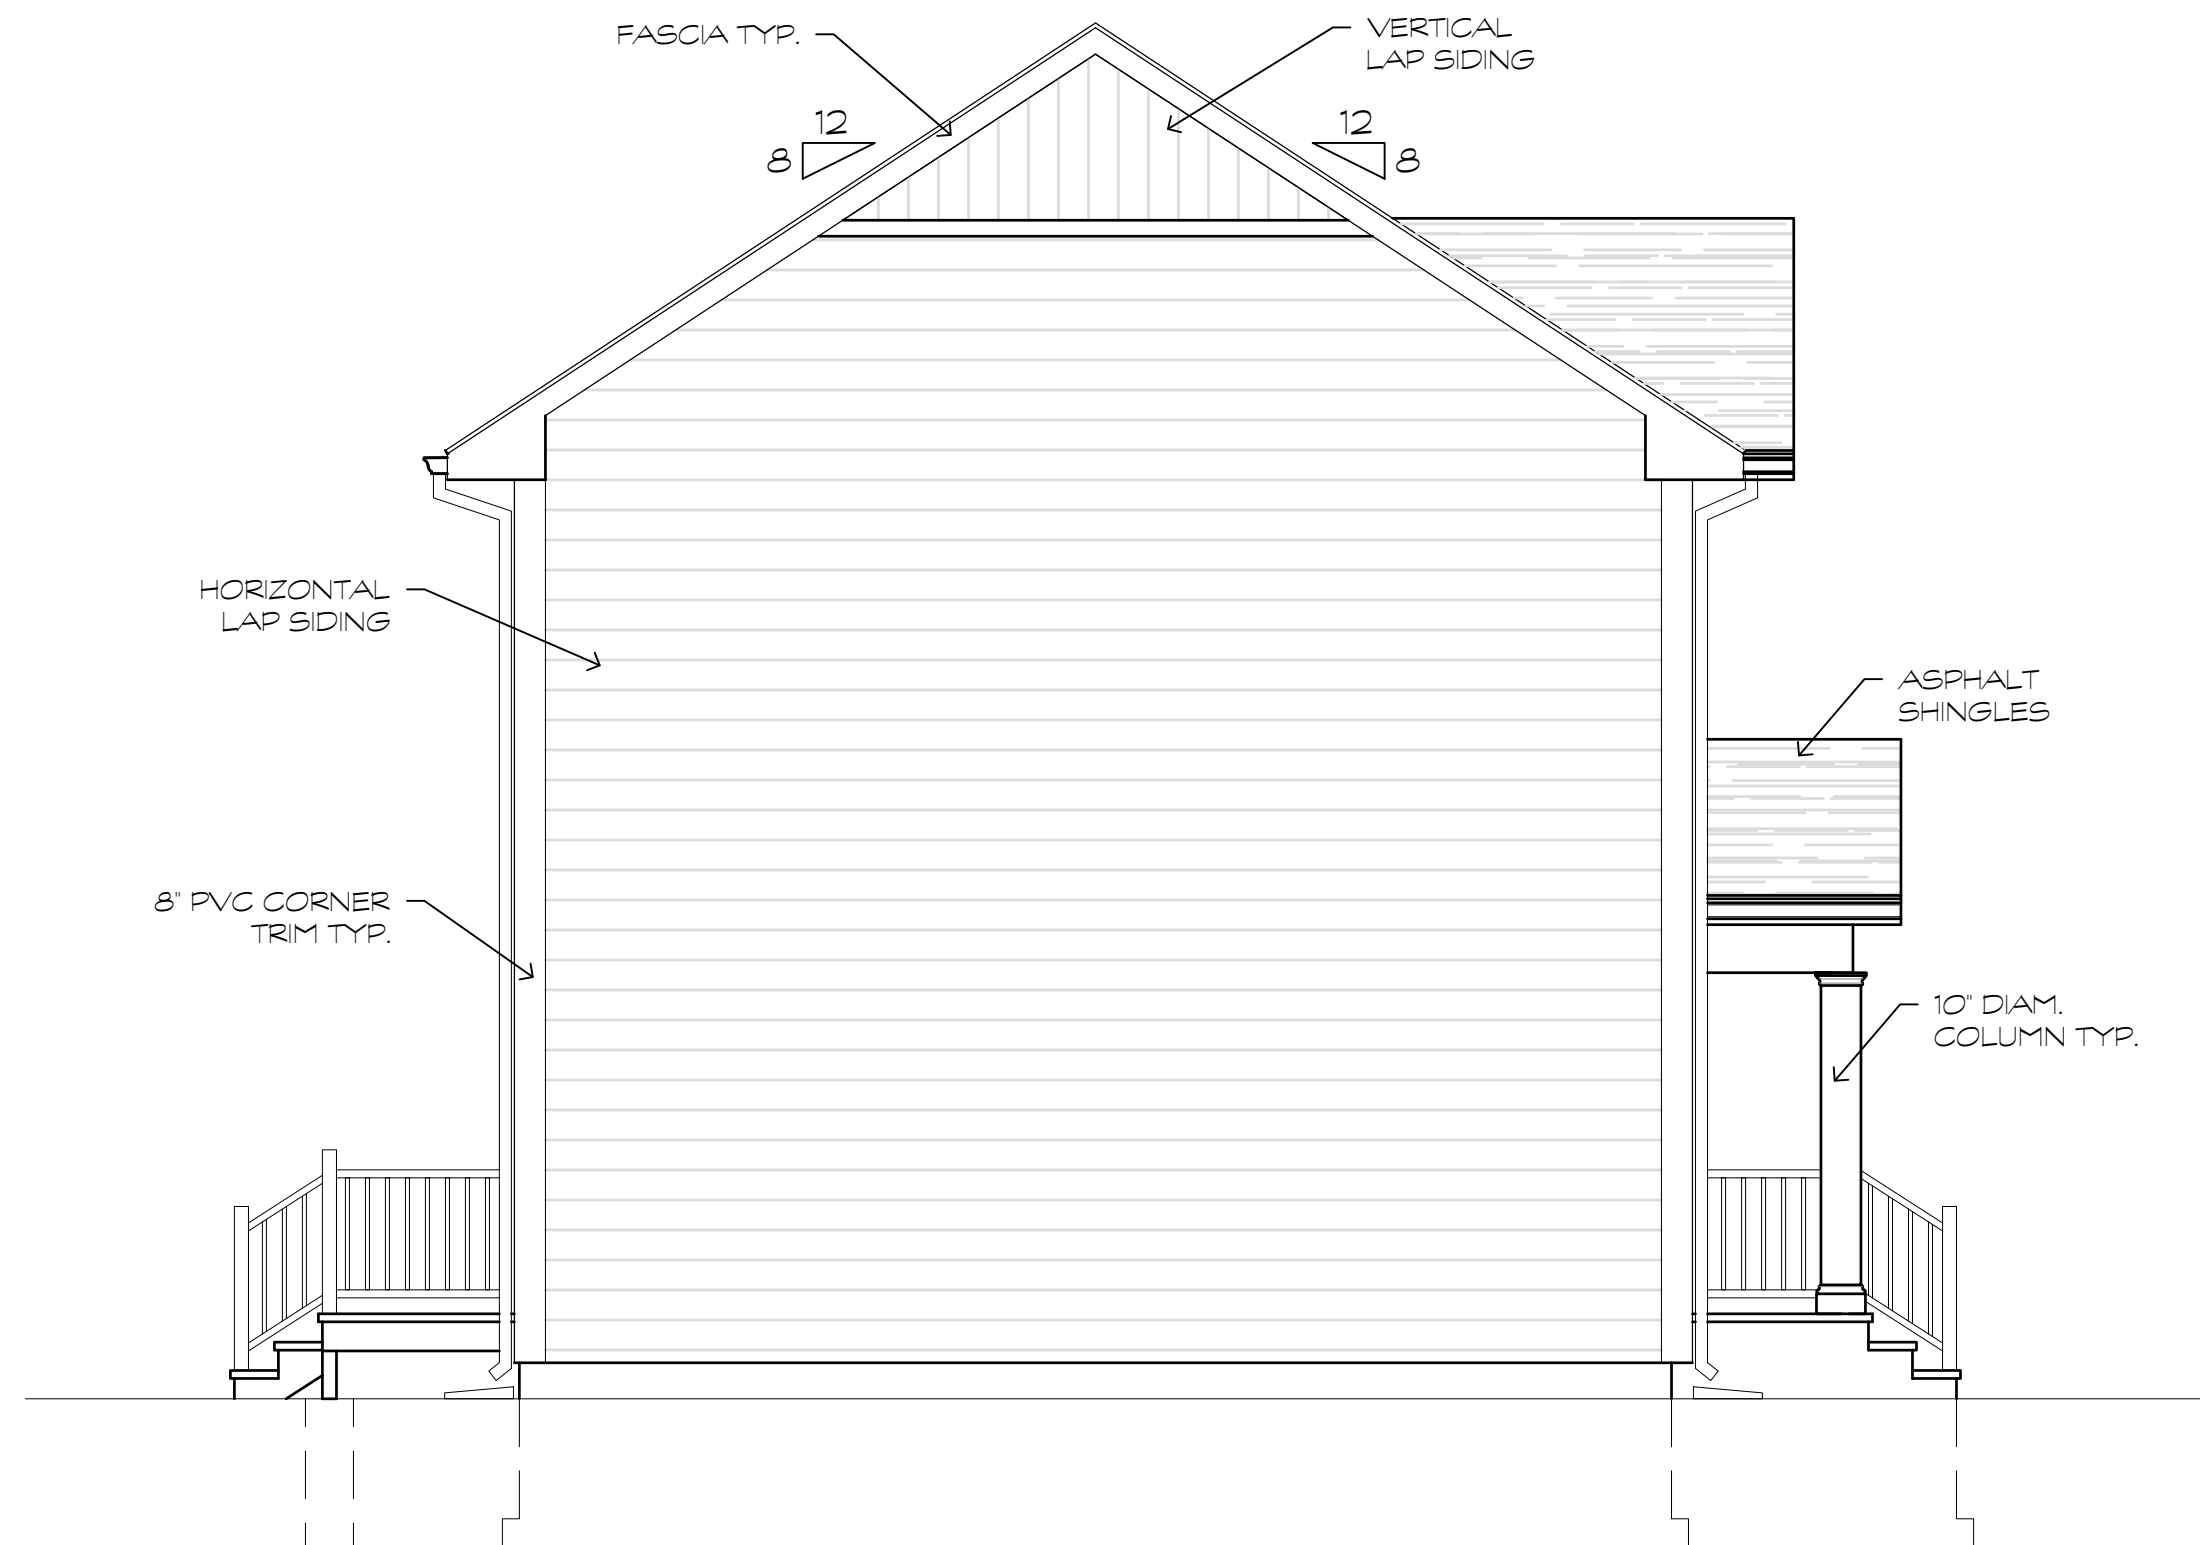 FASCIA TYP.
VERTICAL
LAP SIDING
12
8
12
8
HORIZONTAL
LAP SIDING
ASPHALT
SHINGLES
8" PVC CORNER
TRIM TYP.
10" DIAM.
COLUMN TYP.